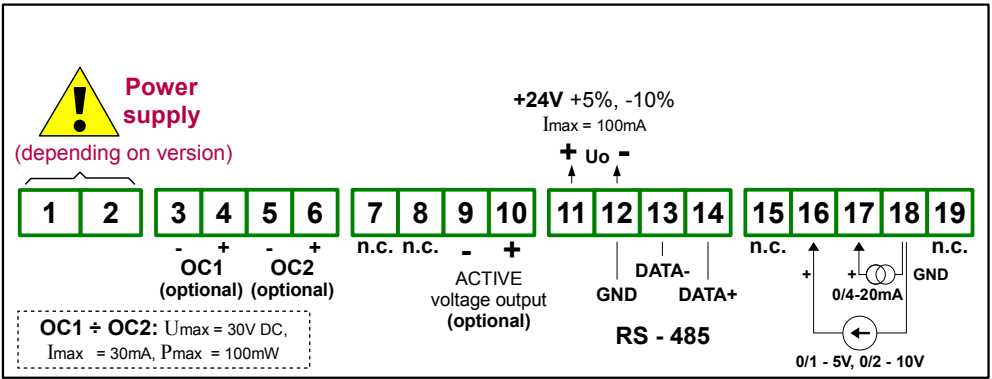 Power
supply
(depending on version)
+24V +5%, -10%
Imax = 100mA
+ Uo -
1 2 3 4 5 6 7 8 9 10 11 12 13 14 15 16 17 18 19
- + - + n.c. n.c. - + n.c. n.c.
OC1 OC2
(optional) (optional)
ACTIVE
voltage output
(optional)
DATA-
GND DATA+
RS - 485
+ + GND
0/4-20mA
0/1 - 5V, 0/2 - 10V
OC1 ÷ OC2: Umax = 30V DC,
Imax = 30mA, Pmax = 100mW